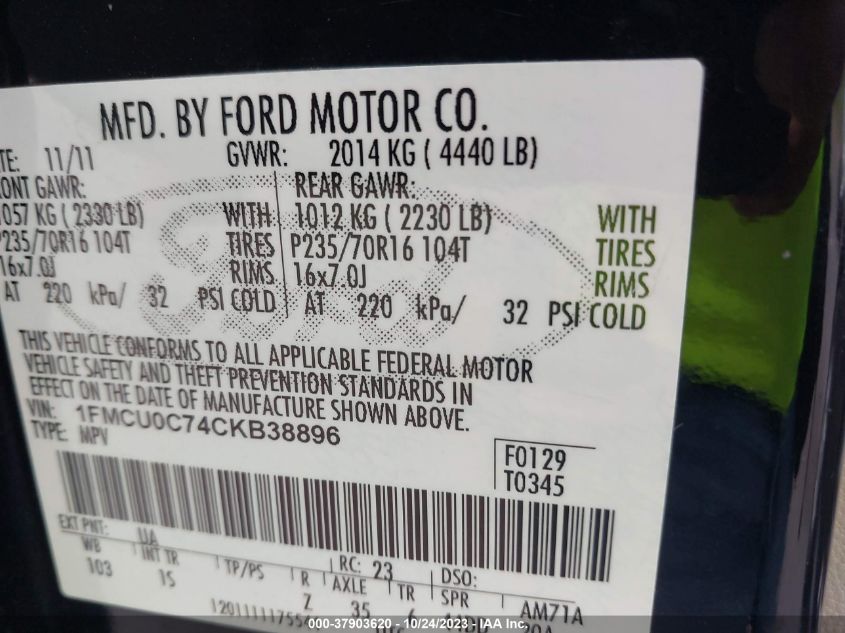 MFD. BY FORD MOTOR CO.
TE: 11/11 GVWR: 2014 KG ( 4440 LB)
ONT GAWR: REAR GAWR:
057 KG ( 2330 LB) WITH 1012 KG ( 2230 LB) WITH
P235/70R16 104T TIRES P235/70R16 104T TIRES
16x7.0J RIMS 16x7.0J RIMS
AT 220 kPa/ 32 PSI COLD AT 220 kPa/ 32 PSI COLD
Ford
THIS VEHICLE CONFORMS TO ALL APPLICABLE FEDERAL MOTOR
VEHICLE SAFETY AND THEFT PREVENTION STANDARDS IN
EFFECT ON THE DATE OF MANUFACTURE SHOWN ABOVE.
VIN: 1FMCU0C74CKB38896
TYPE: MPV
F0129
T0345
EXT PNT: UA RC: 23 DSO:
WB INT TR TP/PS R AXLE TR SPR AM71A
103 1S Z 35 6
000-37903620 - 10/24/2023 - IAA Inc.